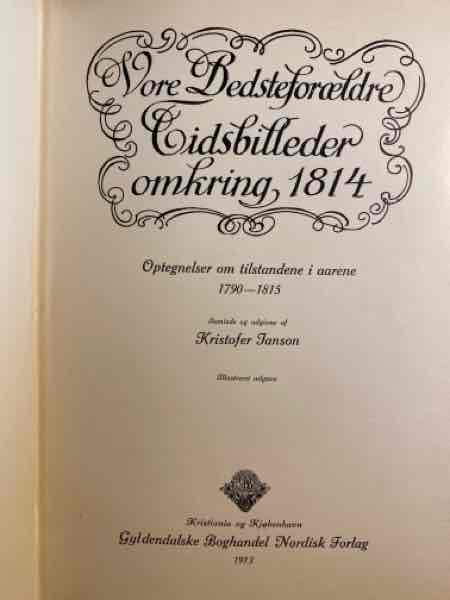 Vore Bedsteforældre
Tidsbilleder
omkring 1814
Optegnelser om tilstandene i aarene
1790—1815
Samlede og udgivne af
Kristofer Janson
Illustreret udgave
Kristiania og Kjøbenhavn
Gyldendalske Boghandel Nordisk Forlag
1913